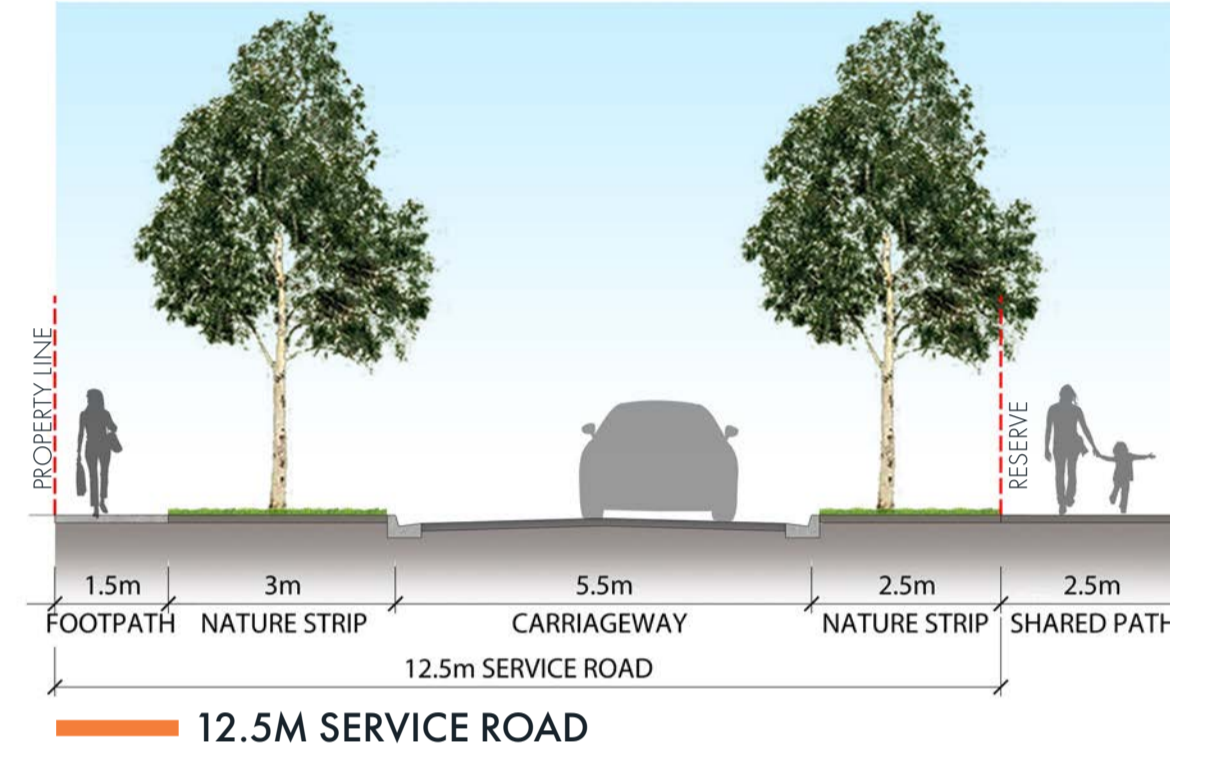 PROPERTY LINE
RESERVE
1.5m 3m 5.5m 2.5m 2.5m
FOOTPATH NATURE STRIP CARRIAGEWAY NATURE STRIP SHARED PATH
12.5m SERVICE ROAD
12.5M SERVICE ROAD